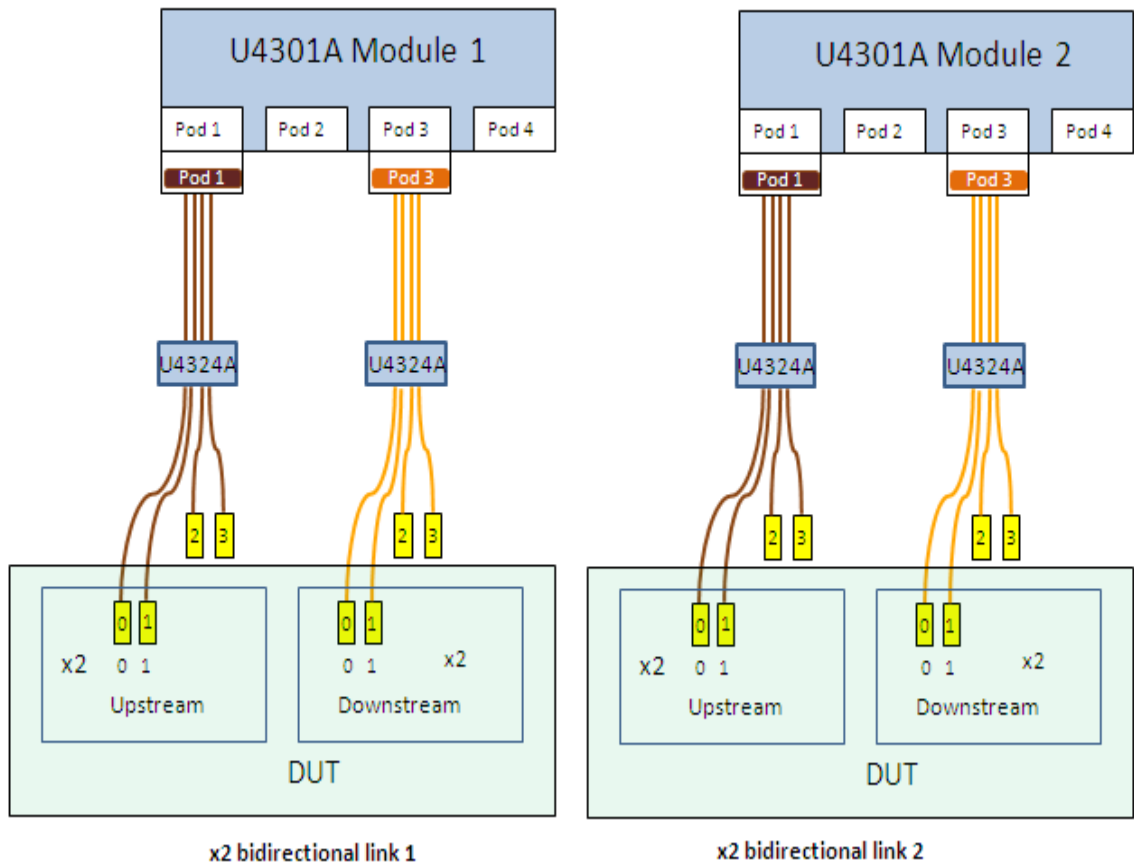 U4301A Module 1
Pod 1 Pod 2 Pod 3 Pod 4
Pod 1 Pod 3
U4324A U4324A
2 3 2 3
0 1 0 1
x2 0 1 0 1 x2
Upstream Downstream
DUT
x2 bidirectional link 1
U4301A Module 2
Pod 1 Pod 2 Pod 3 Pod 4
Pod 1 Pod 3
U4324A U4324A
2 3 2 3
0 1 0 1
x2 0 1 0 1 x2
Upstream Downstream
DUT
x2 bidirectional link 2